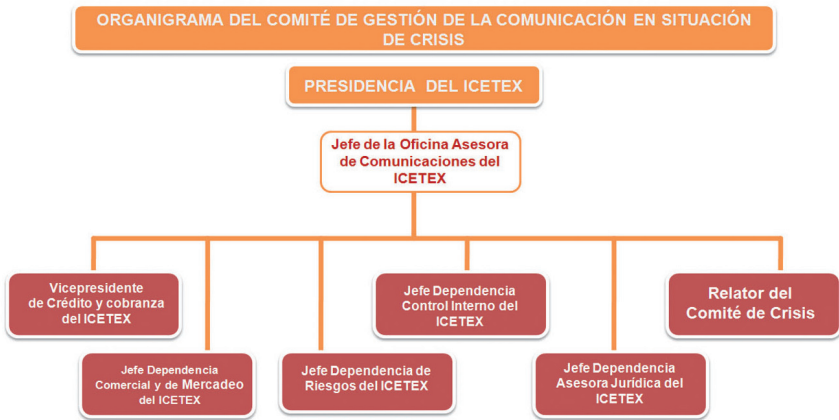 ORGANIGRAMA DEL COMITÉ DE GESTIÓN DE LA COMUNICACIÓN EN SITUACIÓN
DE CRISIS
PRESIDENCIA DEL ICETEX
Jefe de la Oficina Asesora
de Comunicaciones del
ICETEX
Vicepresidente
de Crédito y cobranza
del ICETEX
Jefe Dependencia
Comercial y de Mercadeo
del ICETEX
Jefe Dependencia de
Riesgos del ICETEX
Jefe Dependencia
Control Interno del
ICETEX
Jefe Dependencia
Asesora Jurídica del
ICETEX
Relator del
Comité de Crisis